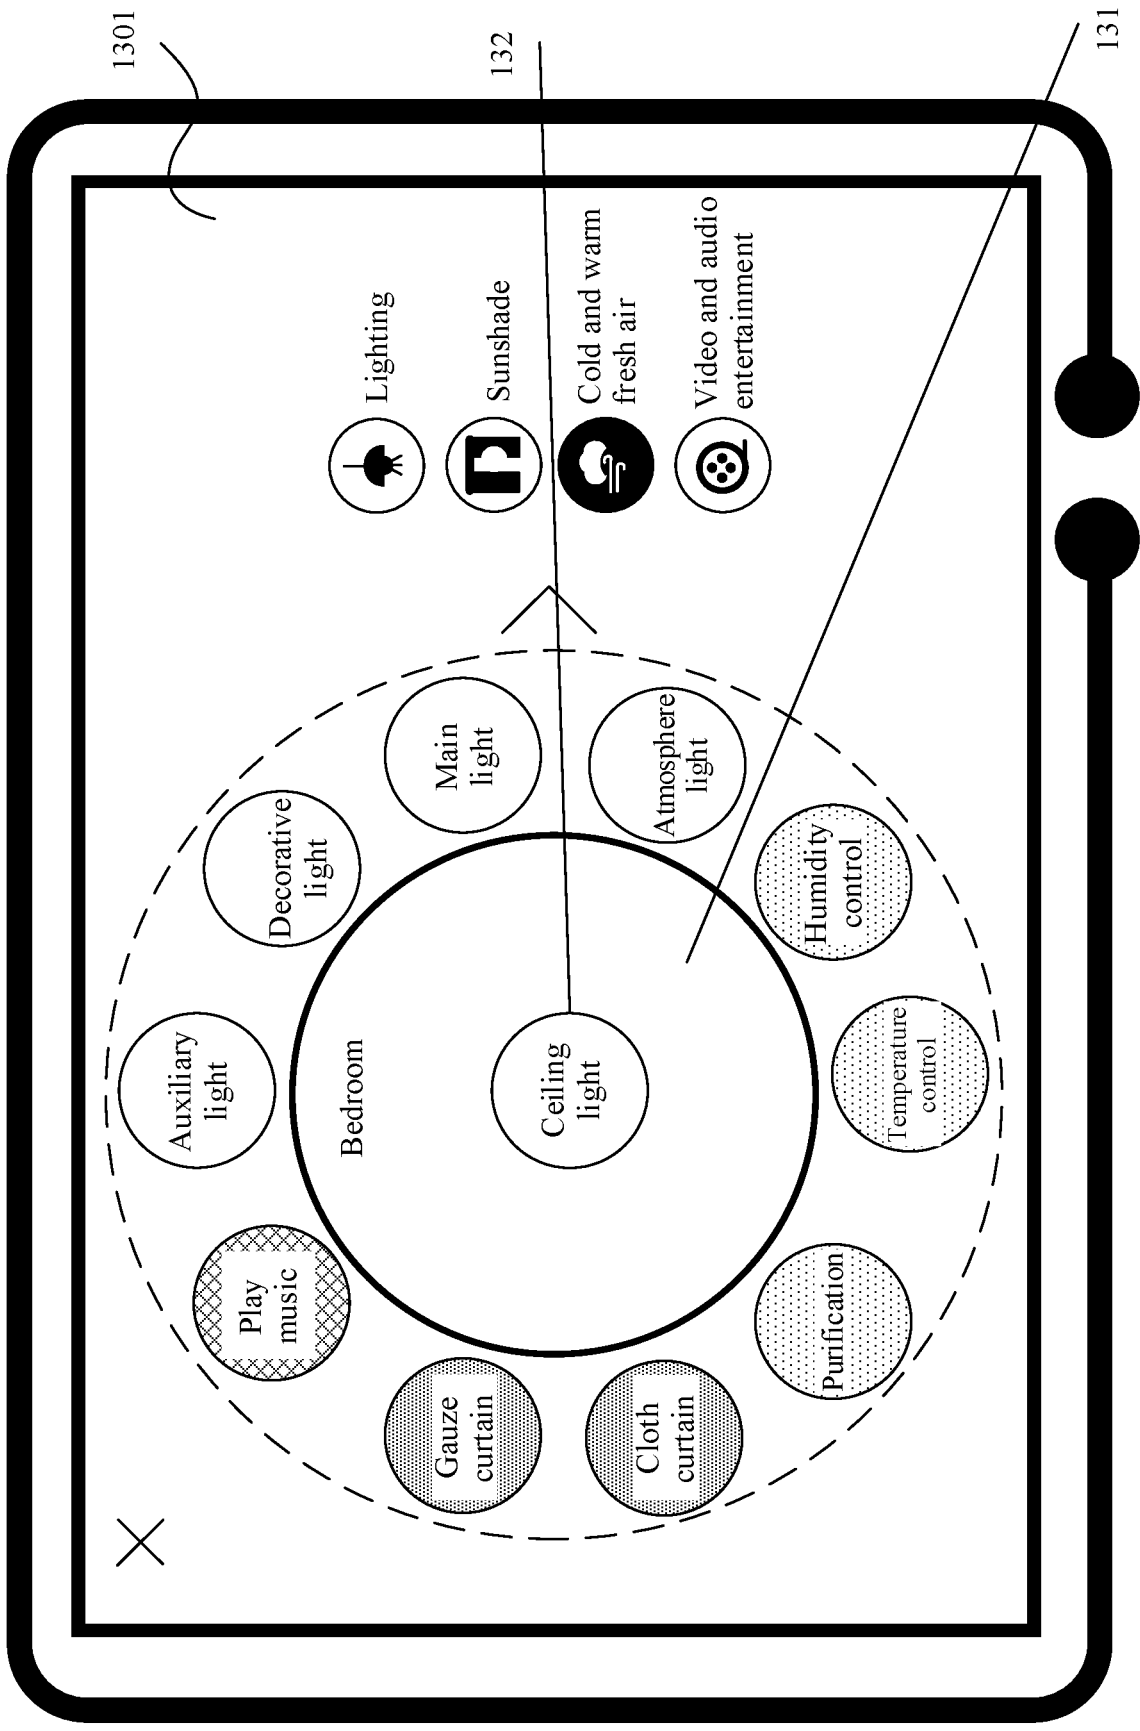 1301
132
131
Lighting
Sunshade
Cold and warm
fresh air
Video and audio
entertainment
Main
light
Atmosphere
light
Decorative
light
Humidity
control
Auxiliary
light
Bedroom
Ceiling
light
Temperature
control
Play
music
Purification
Gauze
curtain
Cloth
curtain